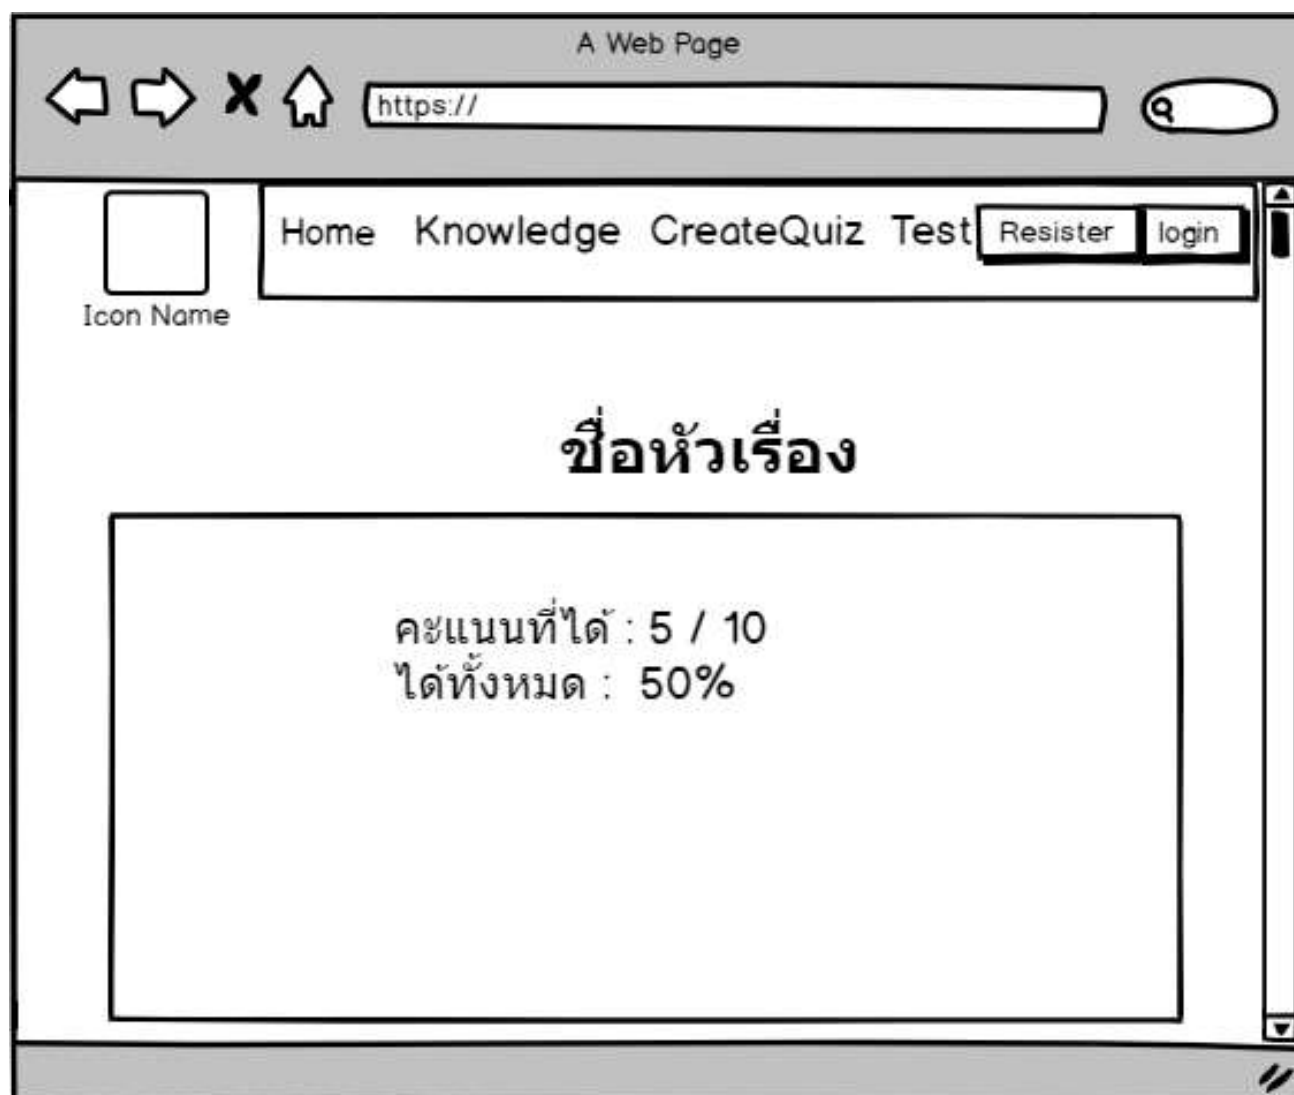 A Web Page
https://
Home Knowledge CreateQuiz Test Resister login
Icon Name
ชื่อหัวเรื่อง
คะแนนที่ได้ : 5 / 10
ได้ทั้งหมด : 50%